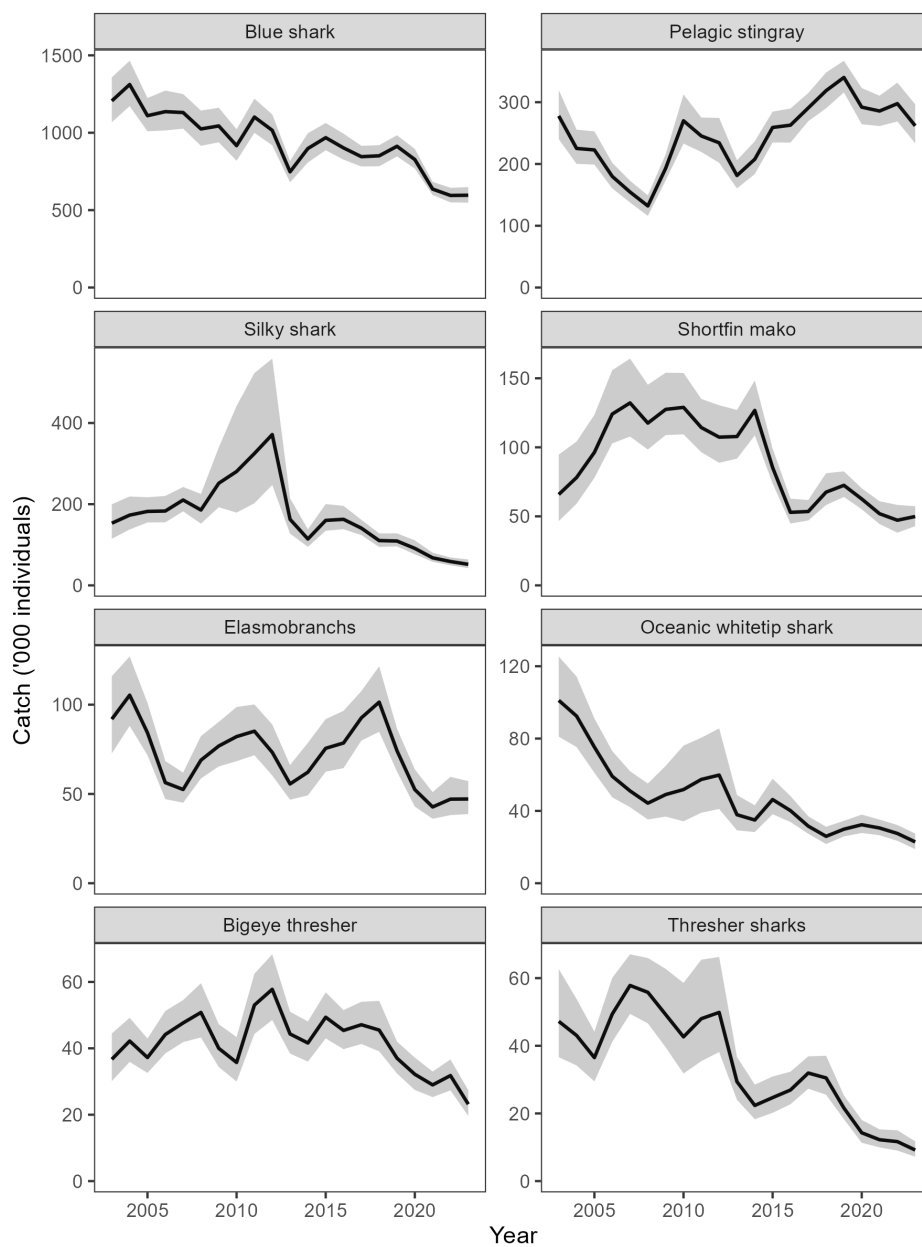 Blue shark
Pelagic stingray
1500
1000
500
0
300
200
100
0
Silky shark
Shortfin mako
400
200
0
150
100
50
0
Elasmobranchs
Oceanic whitetip shark
100
50
0
120
80
40
0
Bigeye thresher
Thresher sharks
60
40
20
0
60
40
20
0
2005 2010 2015 2020
2005 2010 2015 2020
Catch ('000 individuals)
Year